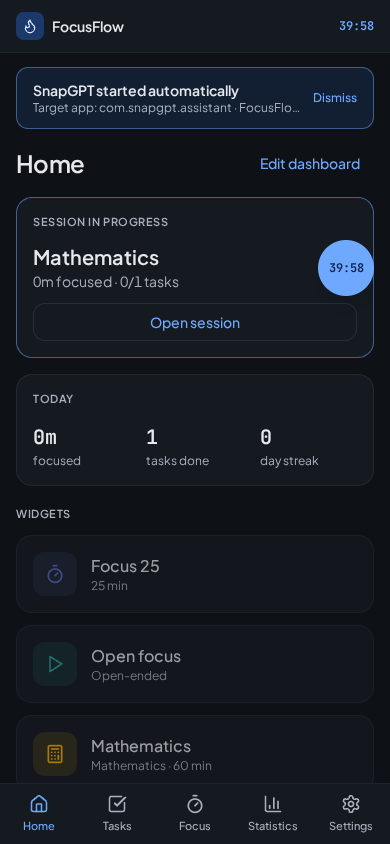 FocusFlow
39:58
SnapGPT started automatically
Target app: com.snapgpt.assistant · FocusFlo…
Dismiss
Home
Edit dashboard
SESSION IN PROGRESS
Mathematics
0m focused · 0/1 tasks
39:58
Open session
TODAY
0m
1
0
focused
tasks done
day streak
WIDGETS
Focus 25
25 min
Open focus
Open-ended
Mathematics
Mathematics · 60 min
Home
Tasks
Focus
Statistics
Settings